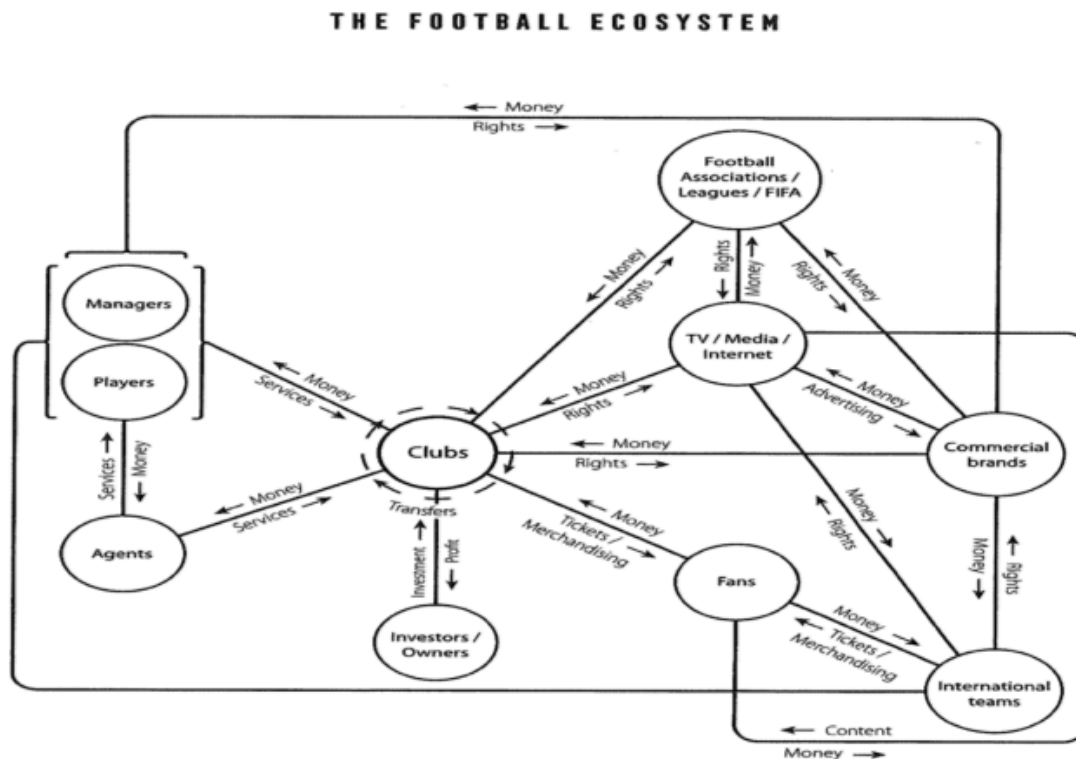 THE FOOTBALL ECOSYSTEM
← Money
Rights →
Football
Associations /
Leagues / FIFA
← Money
Rights →
← Rights
Money →
← Money
Rights →
Managers
Players
TV / Media /
Internet
← Money
Services →
← Money
Rights →
← Money
Advertising →
Services →
← Money
Clubs
← Money
Rights →
Commercial
brands
← Money
Services →
Transfers
Agents
Investment →
← Profit
← Money
Tickets /
Merchandising →
Money →
← Rights
← Money
Rights →
Fans
Investors /
Owners
Money →
← Tickets /
Merchandising
International
teams
← Content
Money →